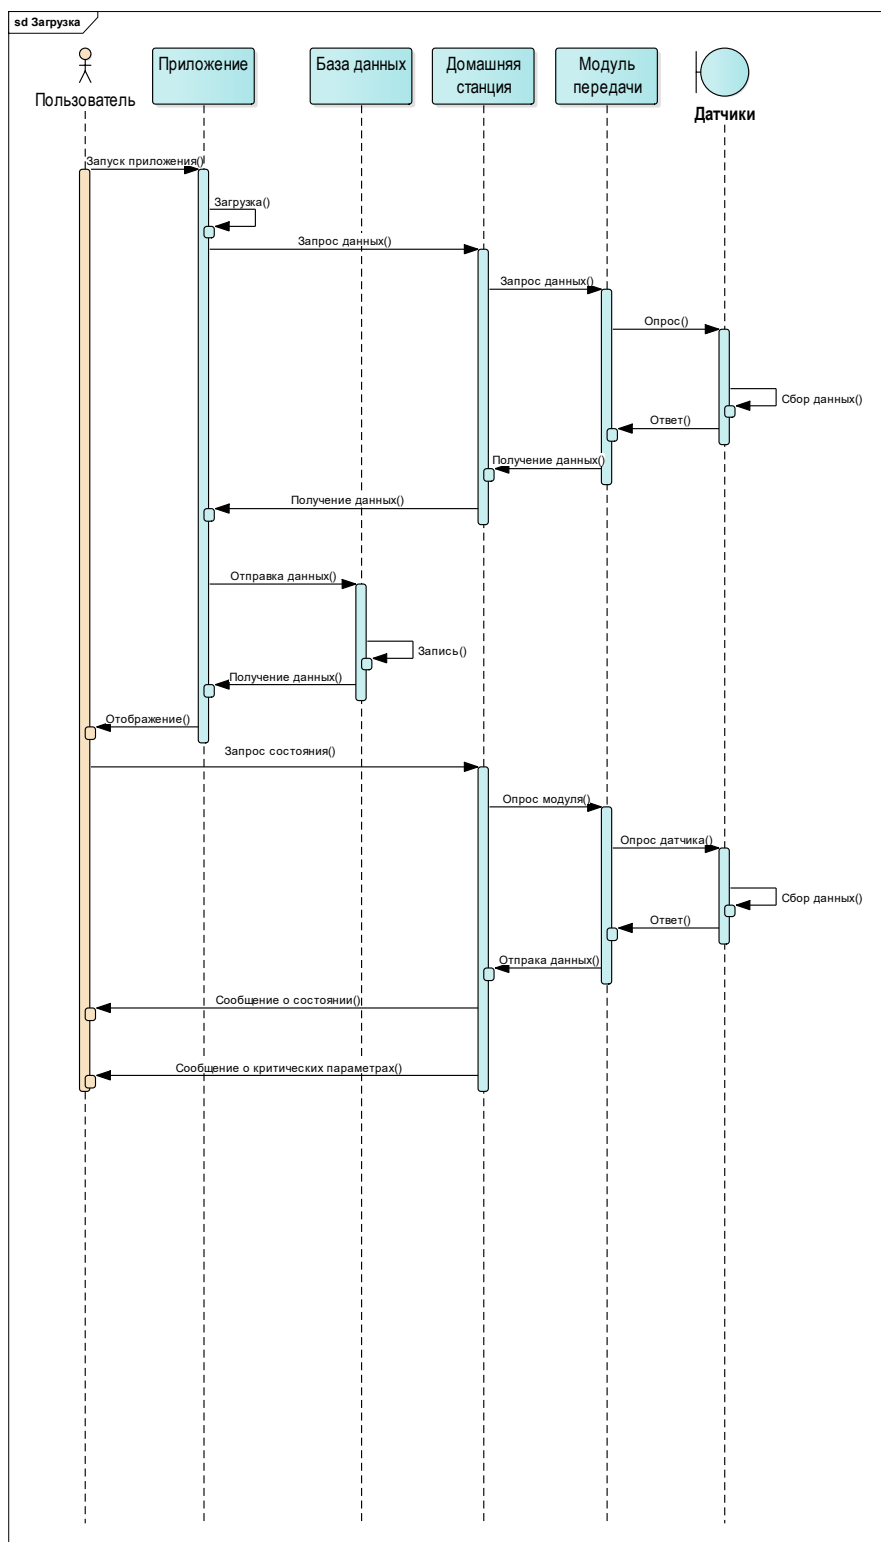 sd Загрузка
Пользователь
Приложение
База данных
Домашняя
станция
Модуль
передачи
Датчики
Запуск приложения()
Загрузка()
Запрос данных()
Запрос данных()
Опрос()
Сбор данных()
Ответ()
Получение данных()
Получение данных()
Отправка данных()
Запись()
Получение данных()
Отображение()
Запрос состояния()
Опрос модуля()
Опрос датчика()
Сбор данных()
Ответ()
Отпрака данных()
Сообщение о состоянии()
Сообщение о критических параметрах()